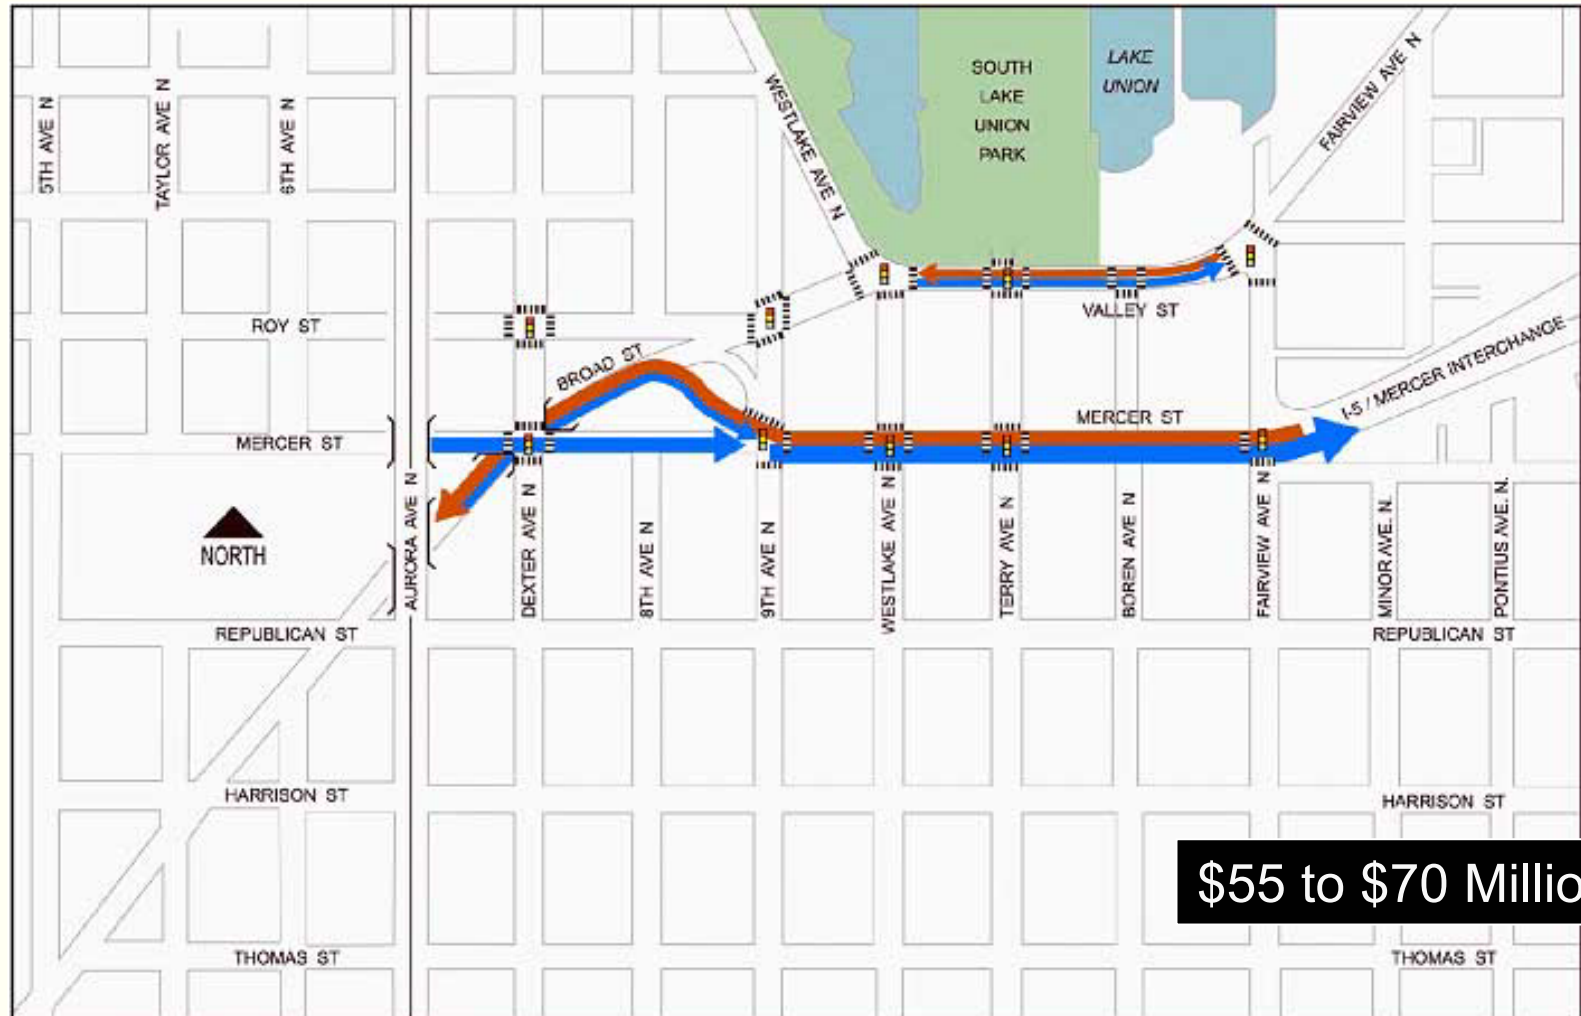 5TH AVE N
TAYLOR AVE N
6TH AVE N
WESTLAKE AVE N
SOUTH
LAKE
UNION
PARK
LAKE
UNION
FAIRVIEW AVE N
ROY ST
BROAD ST
VALLEY ST
MERCER ST
MERCER ST
I-5 / MERCER INTERCHANGE
NORTH
AURORA AVE N
DEXTER AVE N
8TH AVE N
9TH AVE N
WESTLAKE AVE N
TERRY AVE N
BOREN AVE N
FAIRVIEW AVE N
MINOR AVE. N.
PONTIUS AVE. N.
REPUBLICAN ST
REPUBLICAN ST
HARRISON ST
HARRISON ST
$55 to $70 Millio
THOMAS ST
THOMAS ST